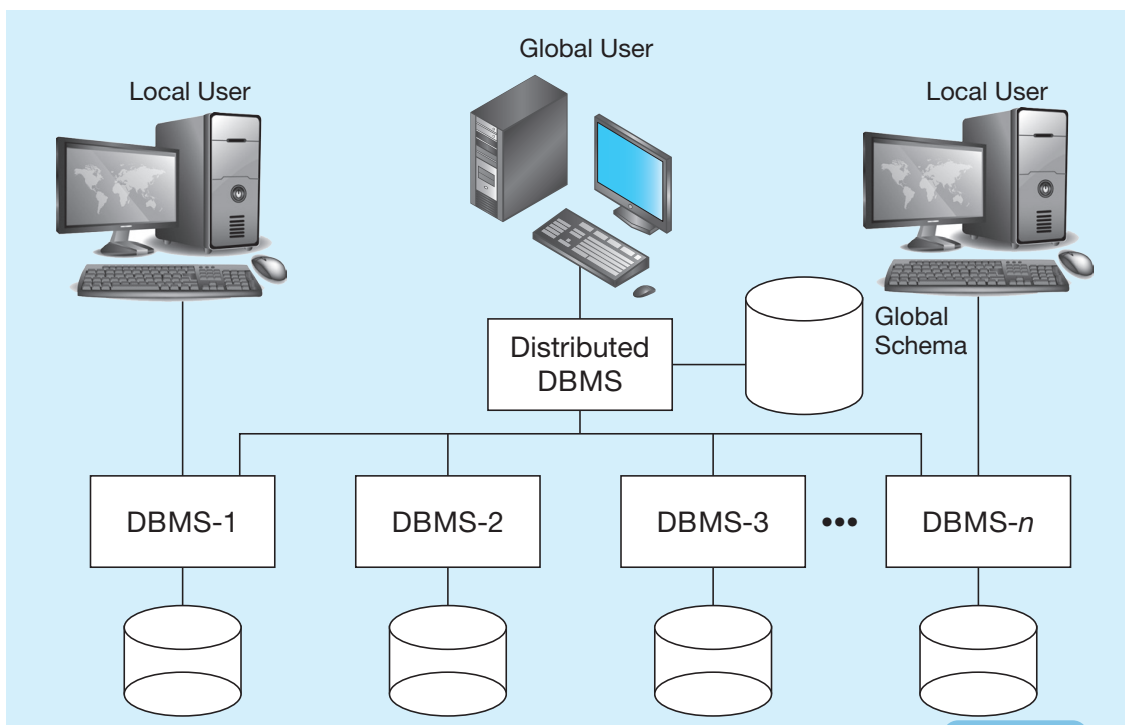 Global User
Local User
Local User
Global
Schema
Distributed
DBMS
DBMS-1
DBMS-2
DBMS-3
•••
DBMS-n